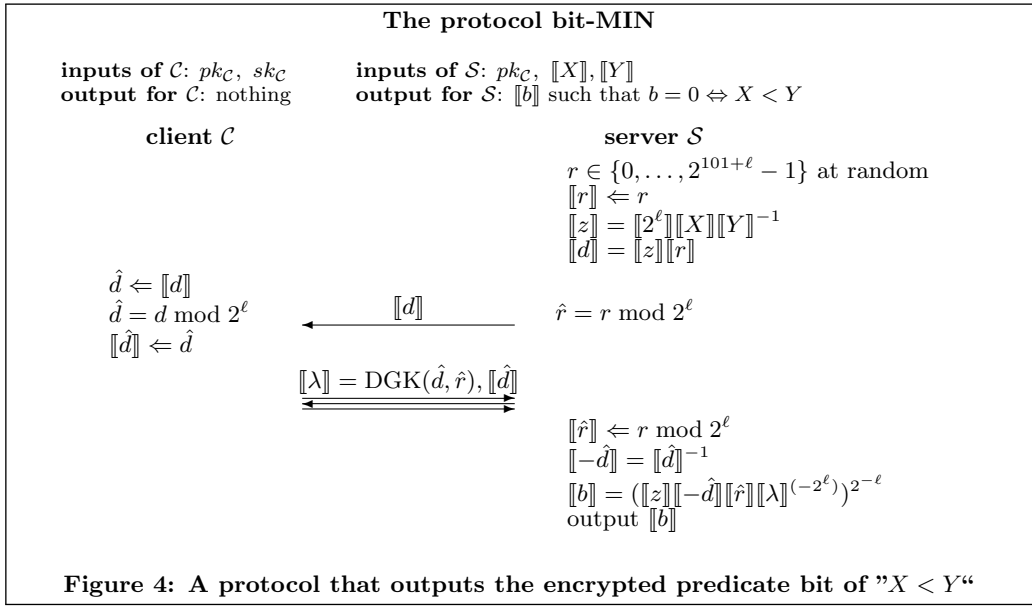 The protocol bit-MIN
inputs of 𝒞: pk_𝒞, sk_𝒞
output for 𝒞: nothing
inputs of 𝒮: pk_𝒞, ⟦X⟧, ⟦Y⟧
output for 𝒮: ⟦b⟧ such that b = 0 ⇔ X < Y
client 𝒞
server 𝒮
r ∈ {0, . . . , 2^{101+ℓ} − 1} at random
⟦r⟧ ⇐ r
⟦z⟧ = ⟦2^ℓ⟧⟦X⟧⟦Y⟧^{−1}
⟦d⟧ = ⟦z⟧⟦r⟧
d̂ ⇐ ⟦d⟧
d̂ = d mod 2^ℓ
⟦d̂⟧ ⇐ d̂
⟦d⟧
r̂ = r mod 2^ℓ
⟦λ⟧ = DGK(d̂, r̂), ⟦d̂⟧
⟦r̂⟧ ⇐ r mod 2^ℓ
⟦−d̂⟧ = ⟦d̂⟧^{−1}
⟦b⟧ = (⟦z⟧⟦−d̂⟧⟦r̂⟧⟦λ⟧^{(−2^ℓ)})^{2^{−ℓ}}
output ⟦b⟧
Figure 4: A protocol that outputs the encrypted predicate bit of ”X < Y“